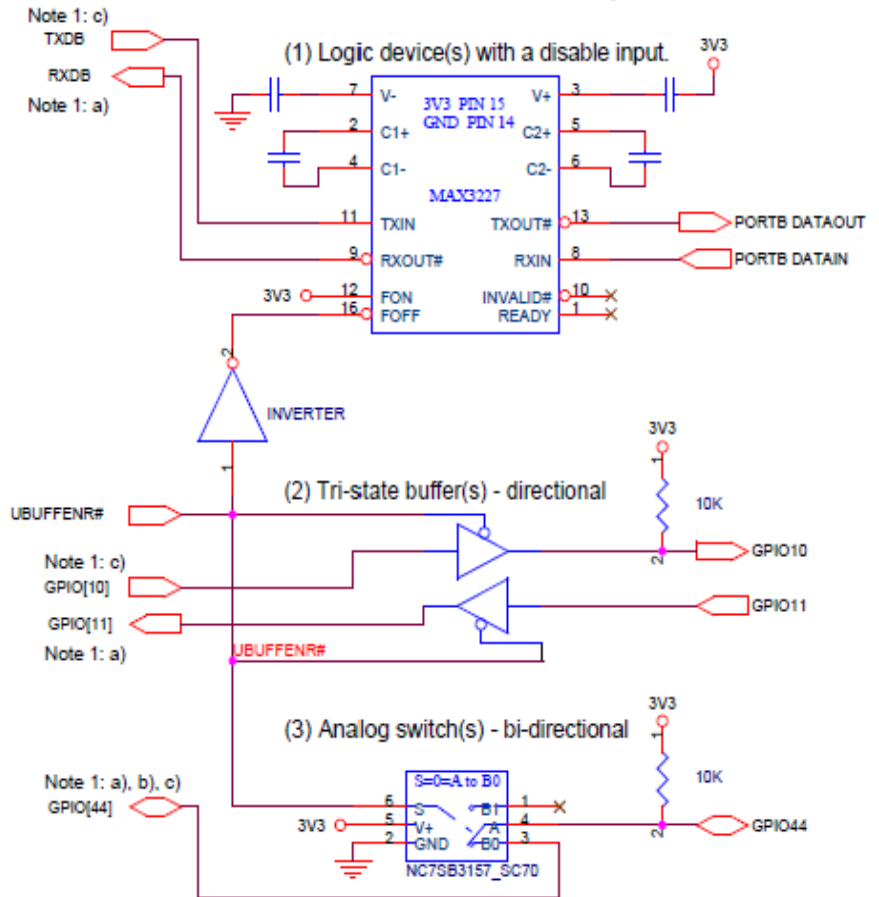 Note 1: c)
TXDB
(1) Logic device(s) with a disable input.
3V3
RXDB
Note 1: a)
7 V- 3V3 PIN 15 V+ 3
GND PIN 14
2 C1+ C2+ 5
4 C1- C2- 6
MAX3227
11 TXIN TXOUT# 13 PORTB DATAOUT
9 RXOUT# RXIN 8 PORTB DATAIN
3V3 12 FON INVALID# 10
16 FOFF READY 1
2
INVERTER
1
3V3
1
(2) Tri-state buffer(s) - directional
10K
UBUFFENR#
2
GPIO10
Note 1: c)
GPIO[10]
GPIO11
GPIO[11]
Note 1: a)
UBUFFENR#
3V3
1
(3) Analog switch(s) - bi-directional
10K
Note 1: a), b), c)
S=0=A to B0
GPIO[44]
6 S B1 1
3V3 5 V+ A 4 2 GPIO44
2 GND B0 3
NC7SB3157_SC70